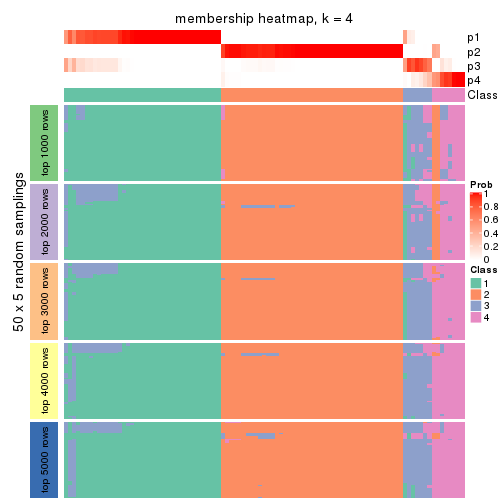 membership heatmap, k = 4
p1
p2
p3
p4
Class
50 x 5 random samplings
top 1000 rows
top 2000 rows
top 3000 rows
top 4000 rows
top 5000 rows
Prob
1
0.8
0.6
0.4
0.2
0
Class
1
2
3
4